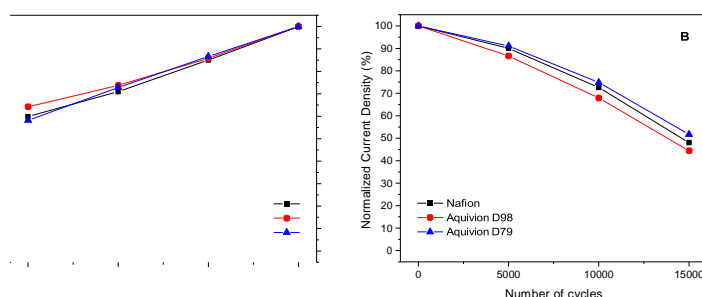 B
Normalized Current Density (%)
100
90
80
70
60
50
40
30
20
10
0
Nafion
Aquivion D98
Aquivion D79
0
5000
10000
15000
Number of cycles